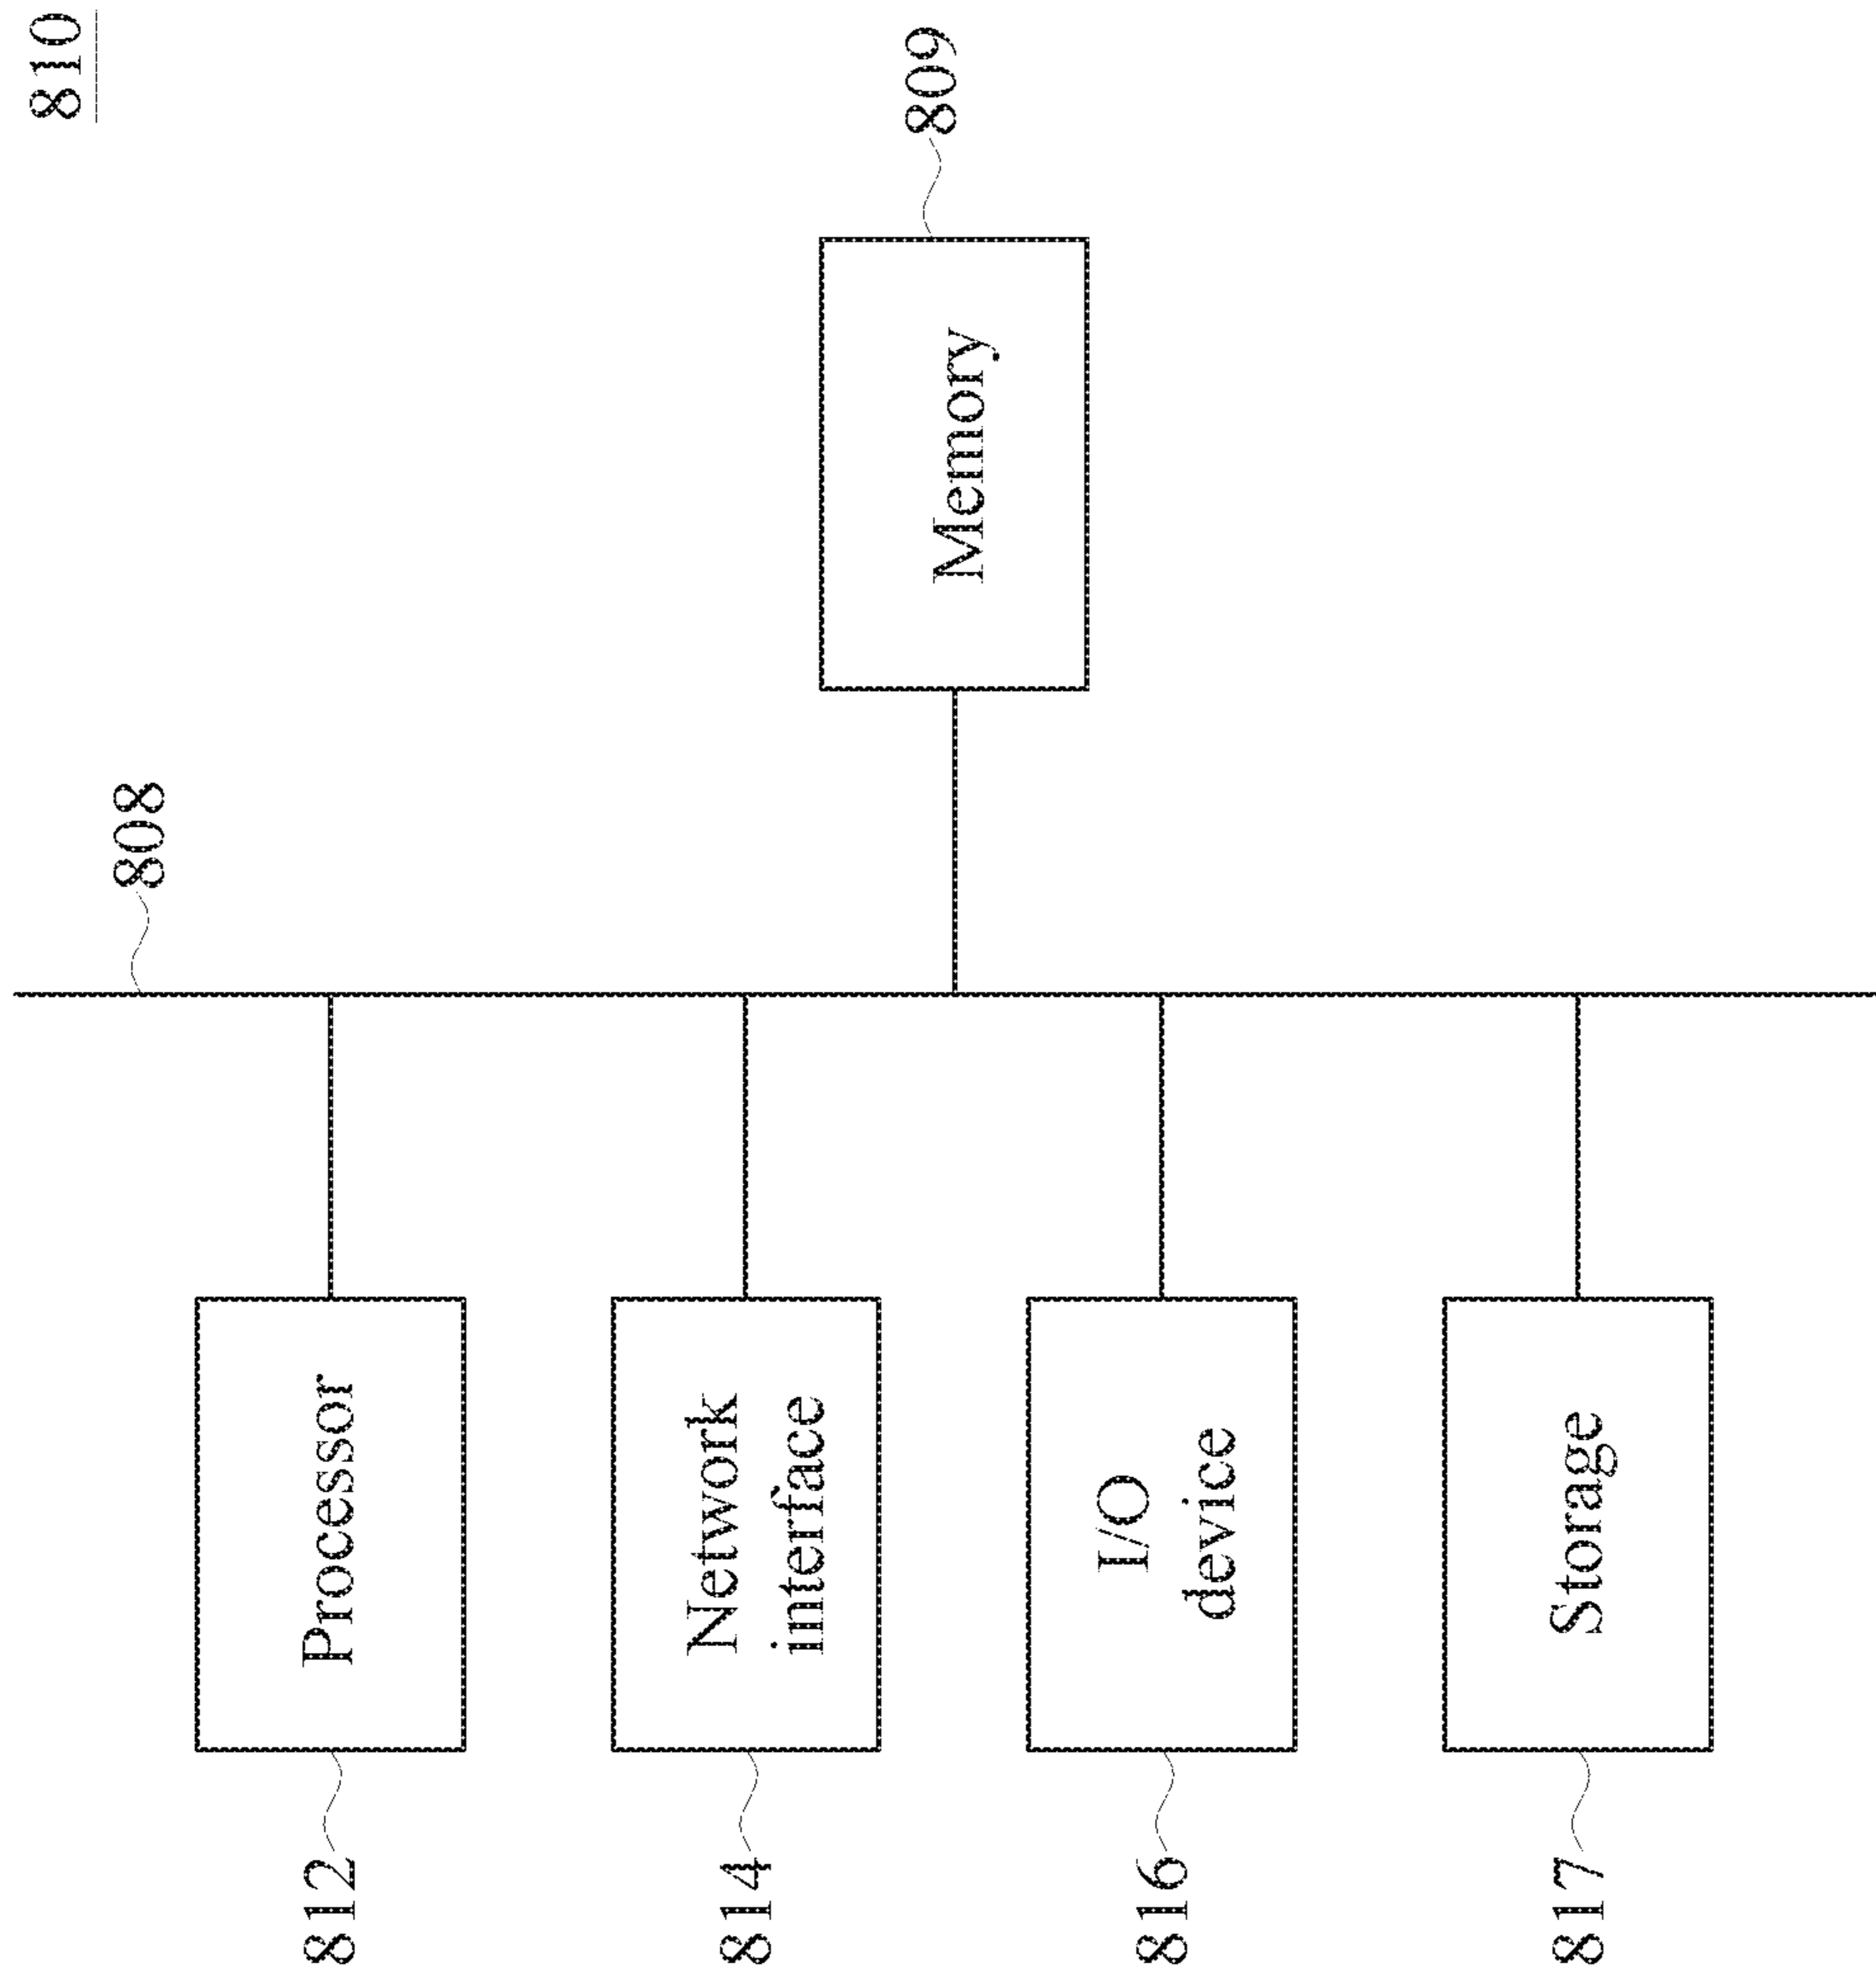 810
808
809
Memory
Processor
812
Network
interface
814
I/O
device
816
Storage
817